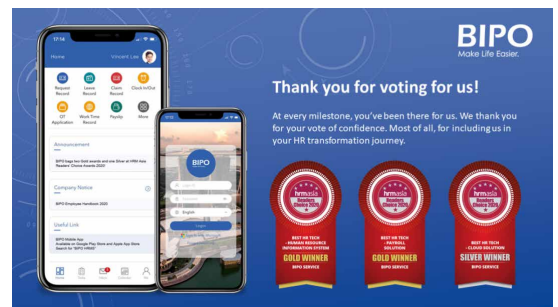 17:14
Home
Vincent Lee
Request
Record
Leave
Record
Claim
Record
Clock In/Out
OT
Application
Work Time
Record
Payslip
More
Announcement
BIPO bags two Gold awards and one Silver at HRM Asia
Readers' Choice Awards 2020!
Company Notice
BIPO Employee Handbook 2020
Useful Link
BIPO Mobile App
Available on Google Play Store and Apple App Store
Search for "BIPO HRMS"
Home
Me
BIPO
English
Login
BIPO
Make Life Easier.
Thank you for voting for us!
At every milestone, you've been there for us. We thank you
for your vote of confidence. Most of all, for including us in
your HR transformation journey.
hrmasia
Readers
Choice 2020
BEST HR TECH
- HUMAN RESOURCE
INFORMATION SYSTEM
GOLD WINNER
BIPO SERVICE
hrmasia
Readers
Choice 2020
BEST HR TECH
- PAYROLL
SOLUTION
GOLD WINNER
BIPO SERVICE
hrmasia
Readers
Choice 2020
BEST HR TECH
- CLOUD SOLUTION
SILVER WINNER
BIPO SERVICE